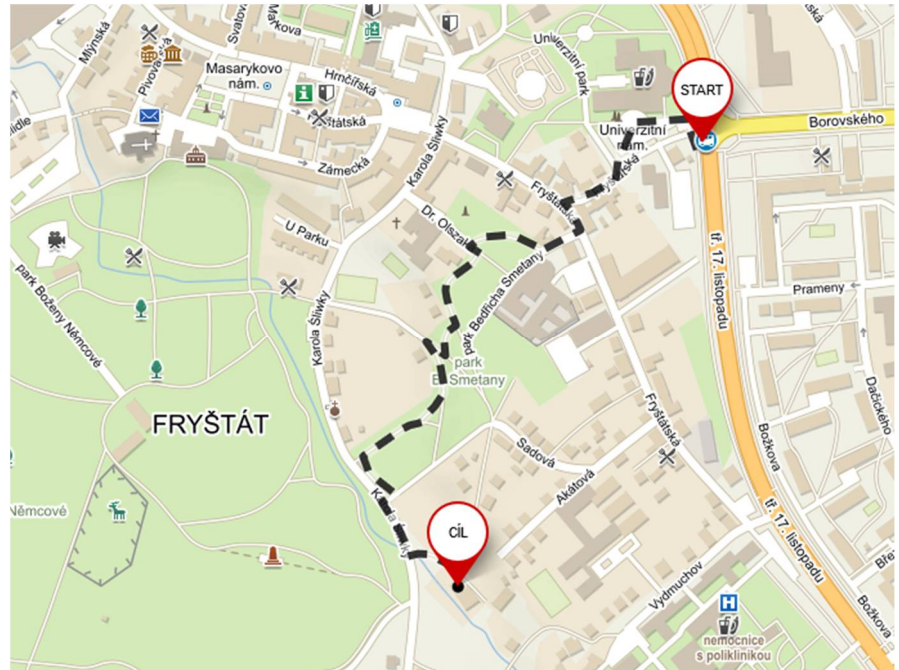 Mlýnská
Svatov
Markova
Pivovarská
Masarykovo
nám.
Hrnčířská
Univerzitní park
START
Borovského
Univerzitní
nám.
Zámecká
Karola Śliwky
Fryštátská
Dr. Olszaka
U Parku
park Bedřicha Smetany
tř. 17. listopadu
Prameny
park Boženy Němcové
Karola Śliwky
park
B. Smetany
Dačického
FRYŠTÁT
Fryštátská
Sadová
Božkova
Akátová
Němcové
CÍL
tř. 17. listopadu
Vydmuchov
Božkova
H
nemocnice
s poliklinikou